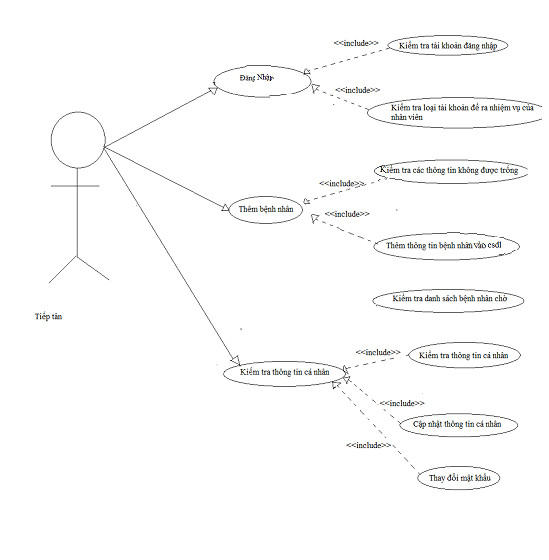 <<include>>
Kiểm tra tài khoản đăng nhập
Đăng Nhập
<<include>>
Kiểm tra loại tài khoản để ra nhiệm vụ của
nhân viên
Kiểm tra các thông tin không được trống
<<include>>
Thêm bệnh nhân
<<include>>
Thêm thông tin bệnh nhân vào csdl
Kiểm tra danh sách bệnh nhân chờ
Tiếp tân
<<include>>
Kiểm tra thông tin cá nhân
Kiểm tra thông tin cá nhân
<<include>>
Cập nhật thông tin cá nhân
<<include>>
Thay đổi mật khẩu